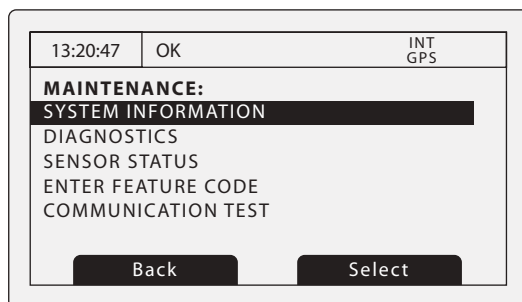 13:20:47 OK INT
GPS
MAINTENANCE:
SYSTEM INFORMATION
DIAGNOSTICS
SENSOR STATUS
ENTER FEATURE CODE
COMMUNICATION TEST
Back Select